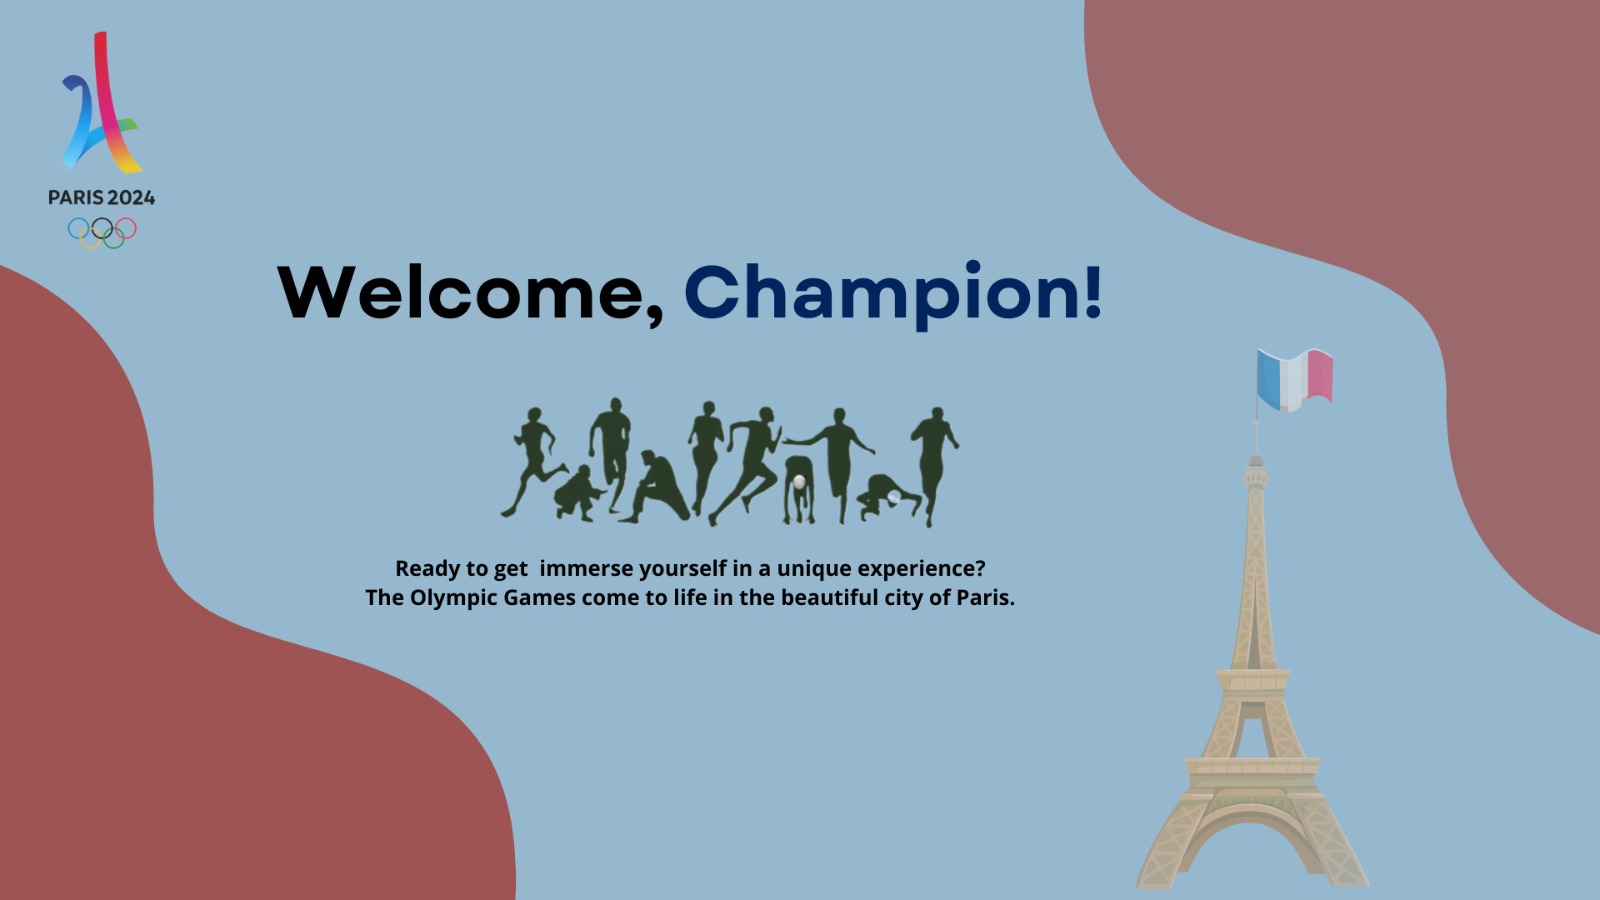 PARIS 2024
Welcome, Champion!
Ready to get  immerse yourself in a unique experience?
The Olympic Games come to life in the beautiful city of Paris.